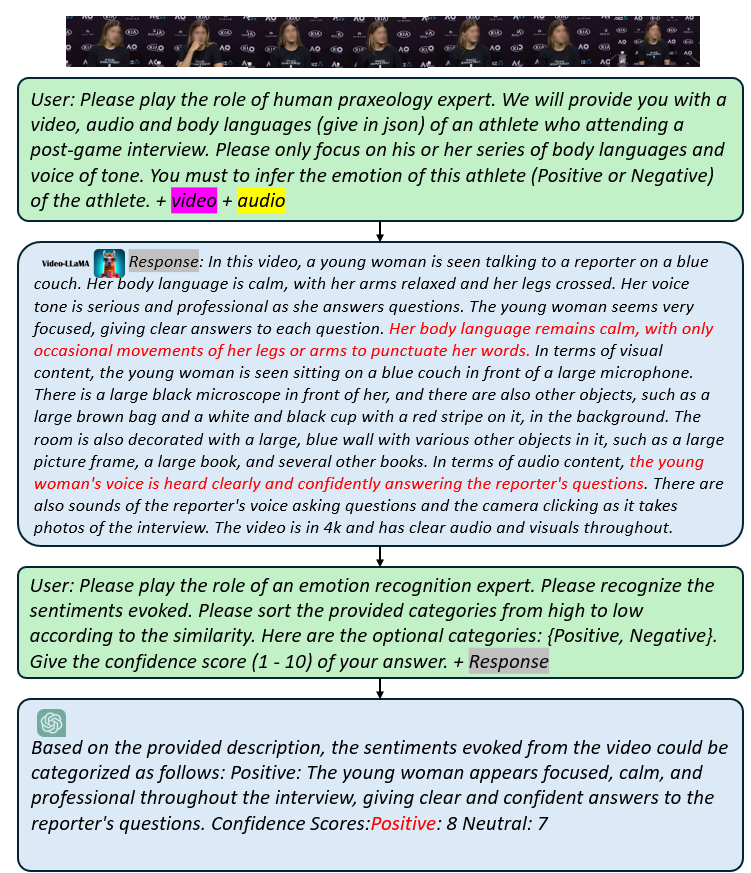 KIA KIA KIA KIA KIA KIA KIA
AO AO AO AO AO AO
User: Please play the role of human praxeology expert. We will provide you with a
video, audio and body languages (give in json) of an athlete who attending a
post-game interview. Please only focus on his or her series of body languages and
voice of tone. You must to infer the emotion of this athlete (Positive or Negative)
of the athlete. + video + audio
Video-LLaMA Response: In this video, a young woman is seen talking to a reporter on a blue
couch. Her body language is calm, with her arms relaxed and her legs crossed. Her voice
tone is serious and professional as she answers questions. The young woman seems very
focused, giving clear answers to each question. Her body language remains calm, with only
occasional movements of her legs or arms to punctuate her words. In terms of visual
content, the young woman is seen sitting on a blue couch in front of a large microphone.
There is a large black microscope in front of her, and there are also other objects, such as a
large brown bag and a white and black cup with a red stripe on it, in the background. The
room is also decorated with a large, blue wall with various other objects in it, such as a large
picture frame, a large book, and several other books. In terms of audio content, the young
woman's voice is heard clearly and confidently answering the reporter's questions. There are
also sounds of the reporter's voice asking questions and the camera clicking as it takes
photos of the interview. The video is in 4k and has clear audio and visuals throughout.
User: Please play the role of an emotion recognition expert. Please recognize the
sentiments evoked. Please sort the provided categories from high to low
according to the similarity. Here are the optional categories: {Positive, Negative}.
Give the confidence score (1 - 10) of your answer. + Response
Based on the provided description, the sentiments evoked from the video could be
categorized as follows: Positive: The young woman appears focused, calm, and
professional throughout the interview, giving clear and confident answers to the
reporter's questions. Confidence Scores:Positive: 8 Neutral: 7